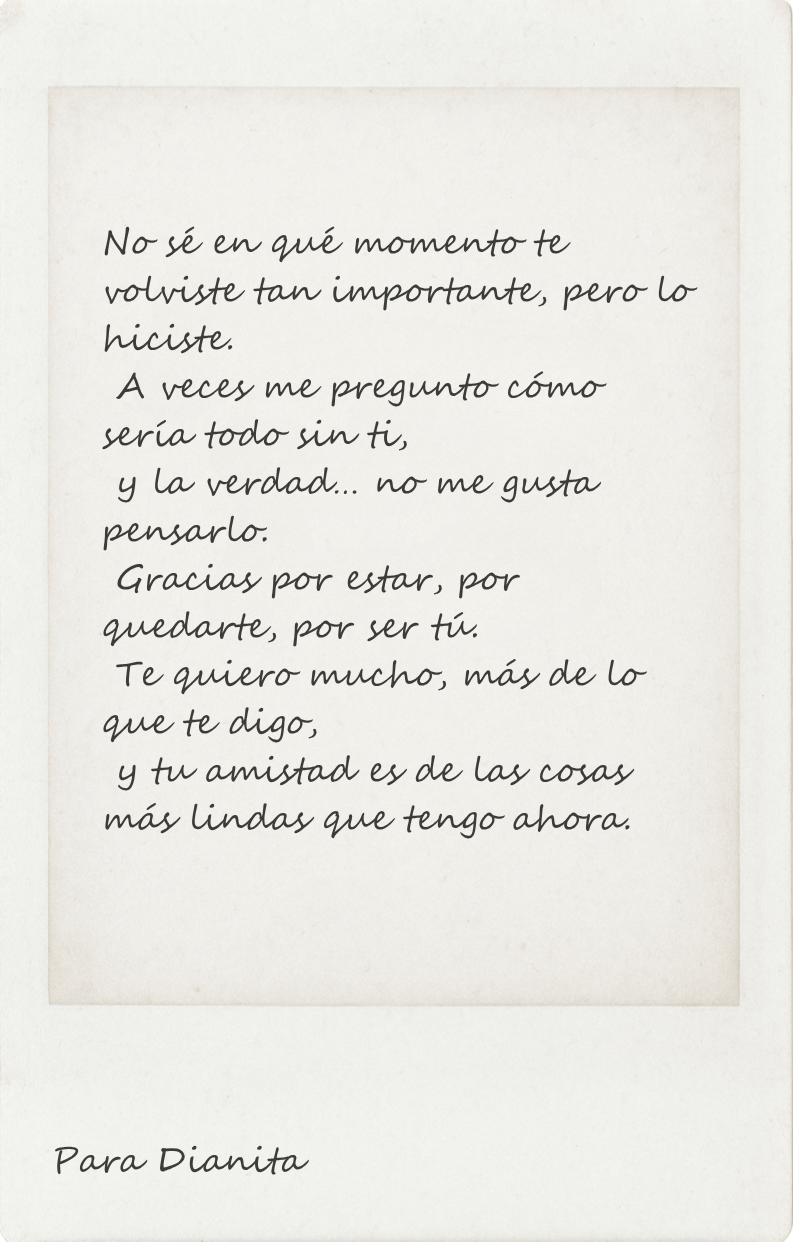 No sé en qué momento te
volviste tan importante, pero lo
hiciste.
A veces me pregunto cómo
sería todo sin ti,
y la verdad... no me gusta
pensarlo.
Gracias por estar, por
quedarte, por ser tú.
Te quiero mucho, más de lo
que te digo,
y tu amistad es de las cosas
más lindas que tengo ahora.
Para Dianita